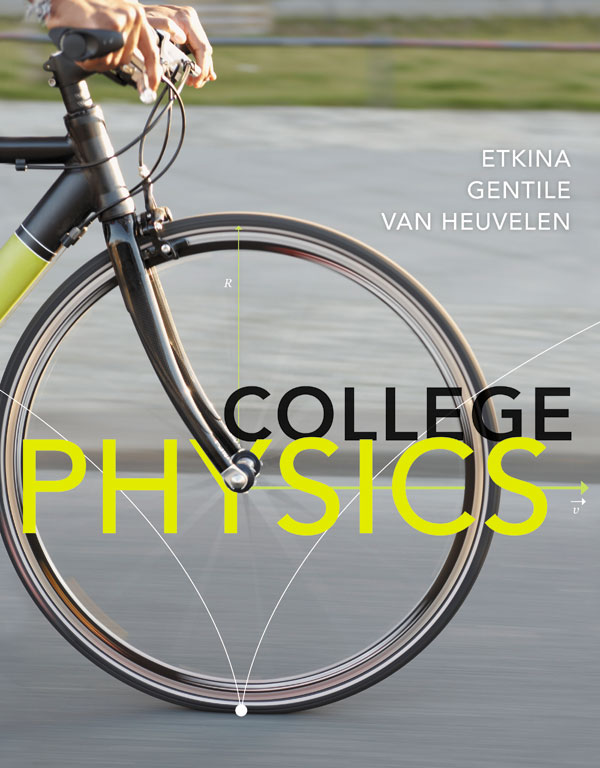 ETKINA
GENTILE
VAN HEUVELEN
R
COLLEGE
PHYSICS
v